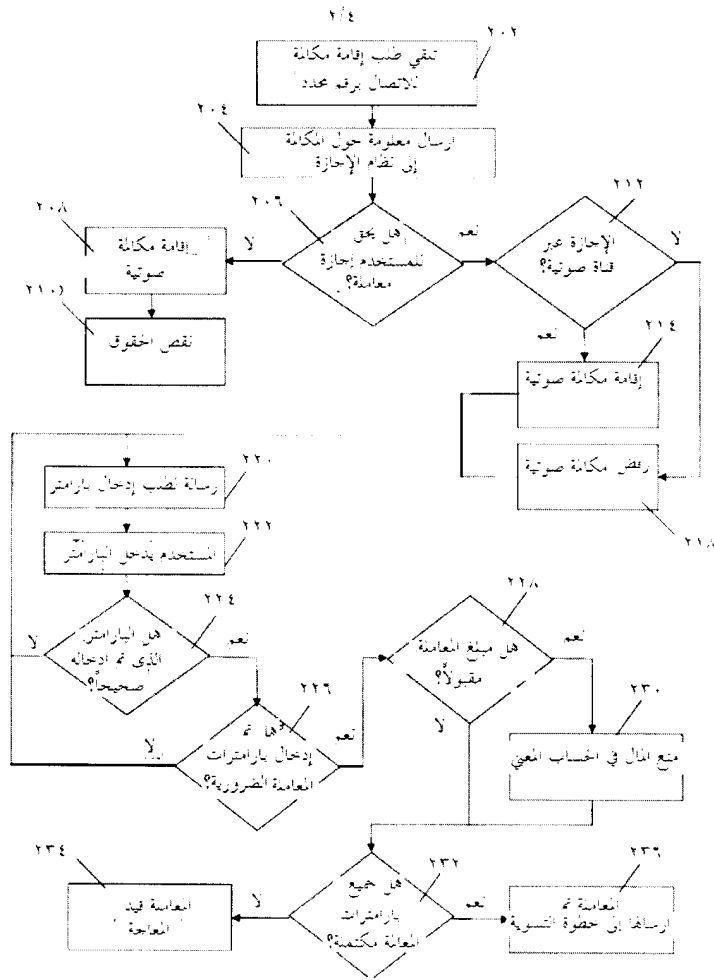 ٢/٤
٢٠٢
تلقي طلب إقامة مكالمة
للاتصال برقم محدد
٢٠٤
ارسال معلومة حول المكالمة
إلى نظام الإجازة
٢٠٦
هل يحق
للمستخدم إجازة
معاملة؟
نعم
لا
٢١٢
الإجازة عبر
قناة صوتية؟
لا
نعم
٢٠٨
إقامة مكالمة
صوتية
٢١٠
نقص الحقوق
٢١٤
إقامة مكالمة صوتية
رفض مكالمة صوتية
٢١٨
٢٢٠
رسالة لطلب إدخال بارامتر
٢٢٢
المستخدم يدخل البارامتر
٢٢٤
هل البارامتر
الذى تم ادخاله
صحيحاً؟
لا
نعم
٢٢٦
هل تم
إدخال بارامترات
المعاملة الضرورية؟
لا
نعم
٢٢٨
هل مبلغ المعاملة
مقبولاً؟
نعم
لا
٢٣٠
منع المال في الحساب المعني
٢٣٢
هل جميع
بارامترات
المعاملة مكتملة؟
لا
نعم
٢٣٤
المعاملة قيد
المعالجة
٢٣٦
المعاملة تم
ارسالها إلى خطوة التسوية